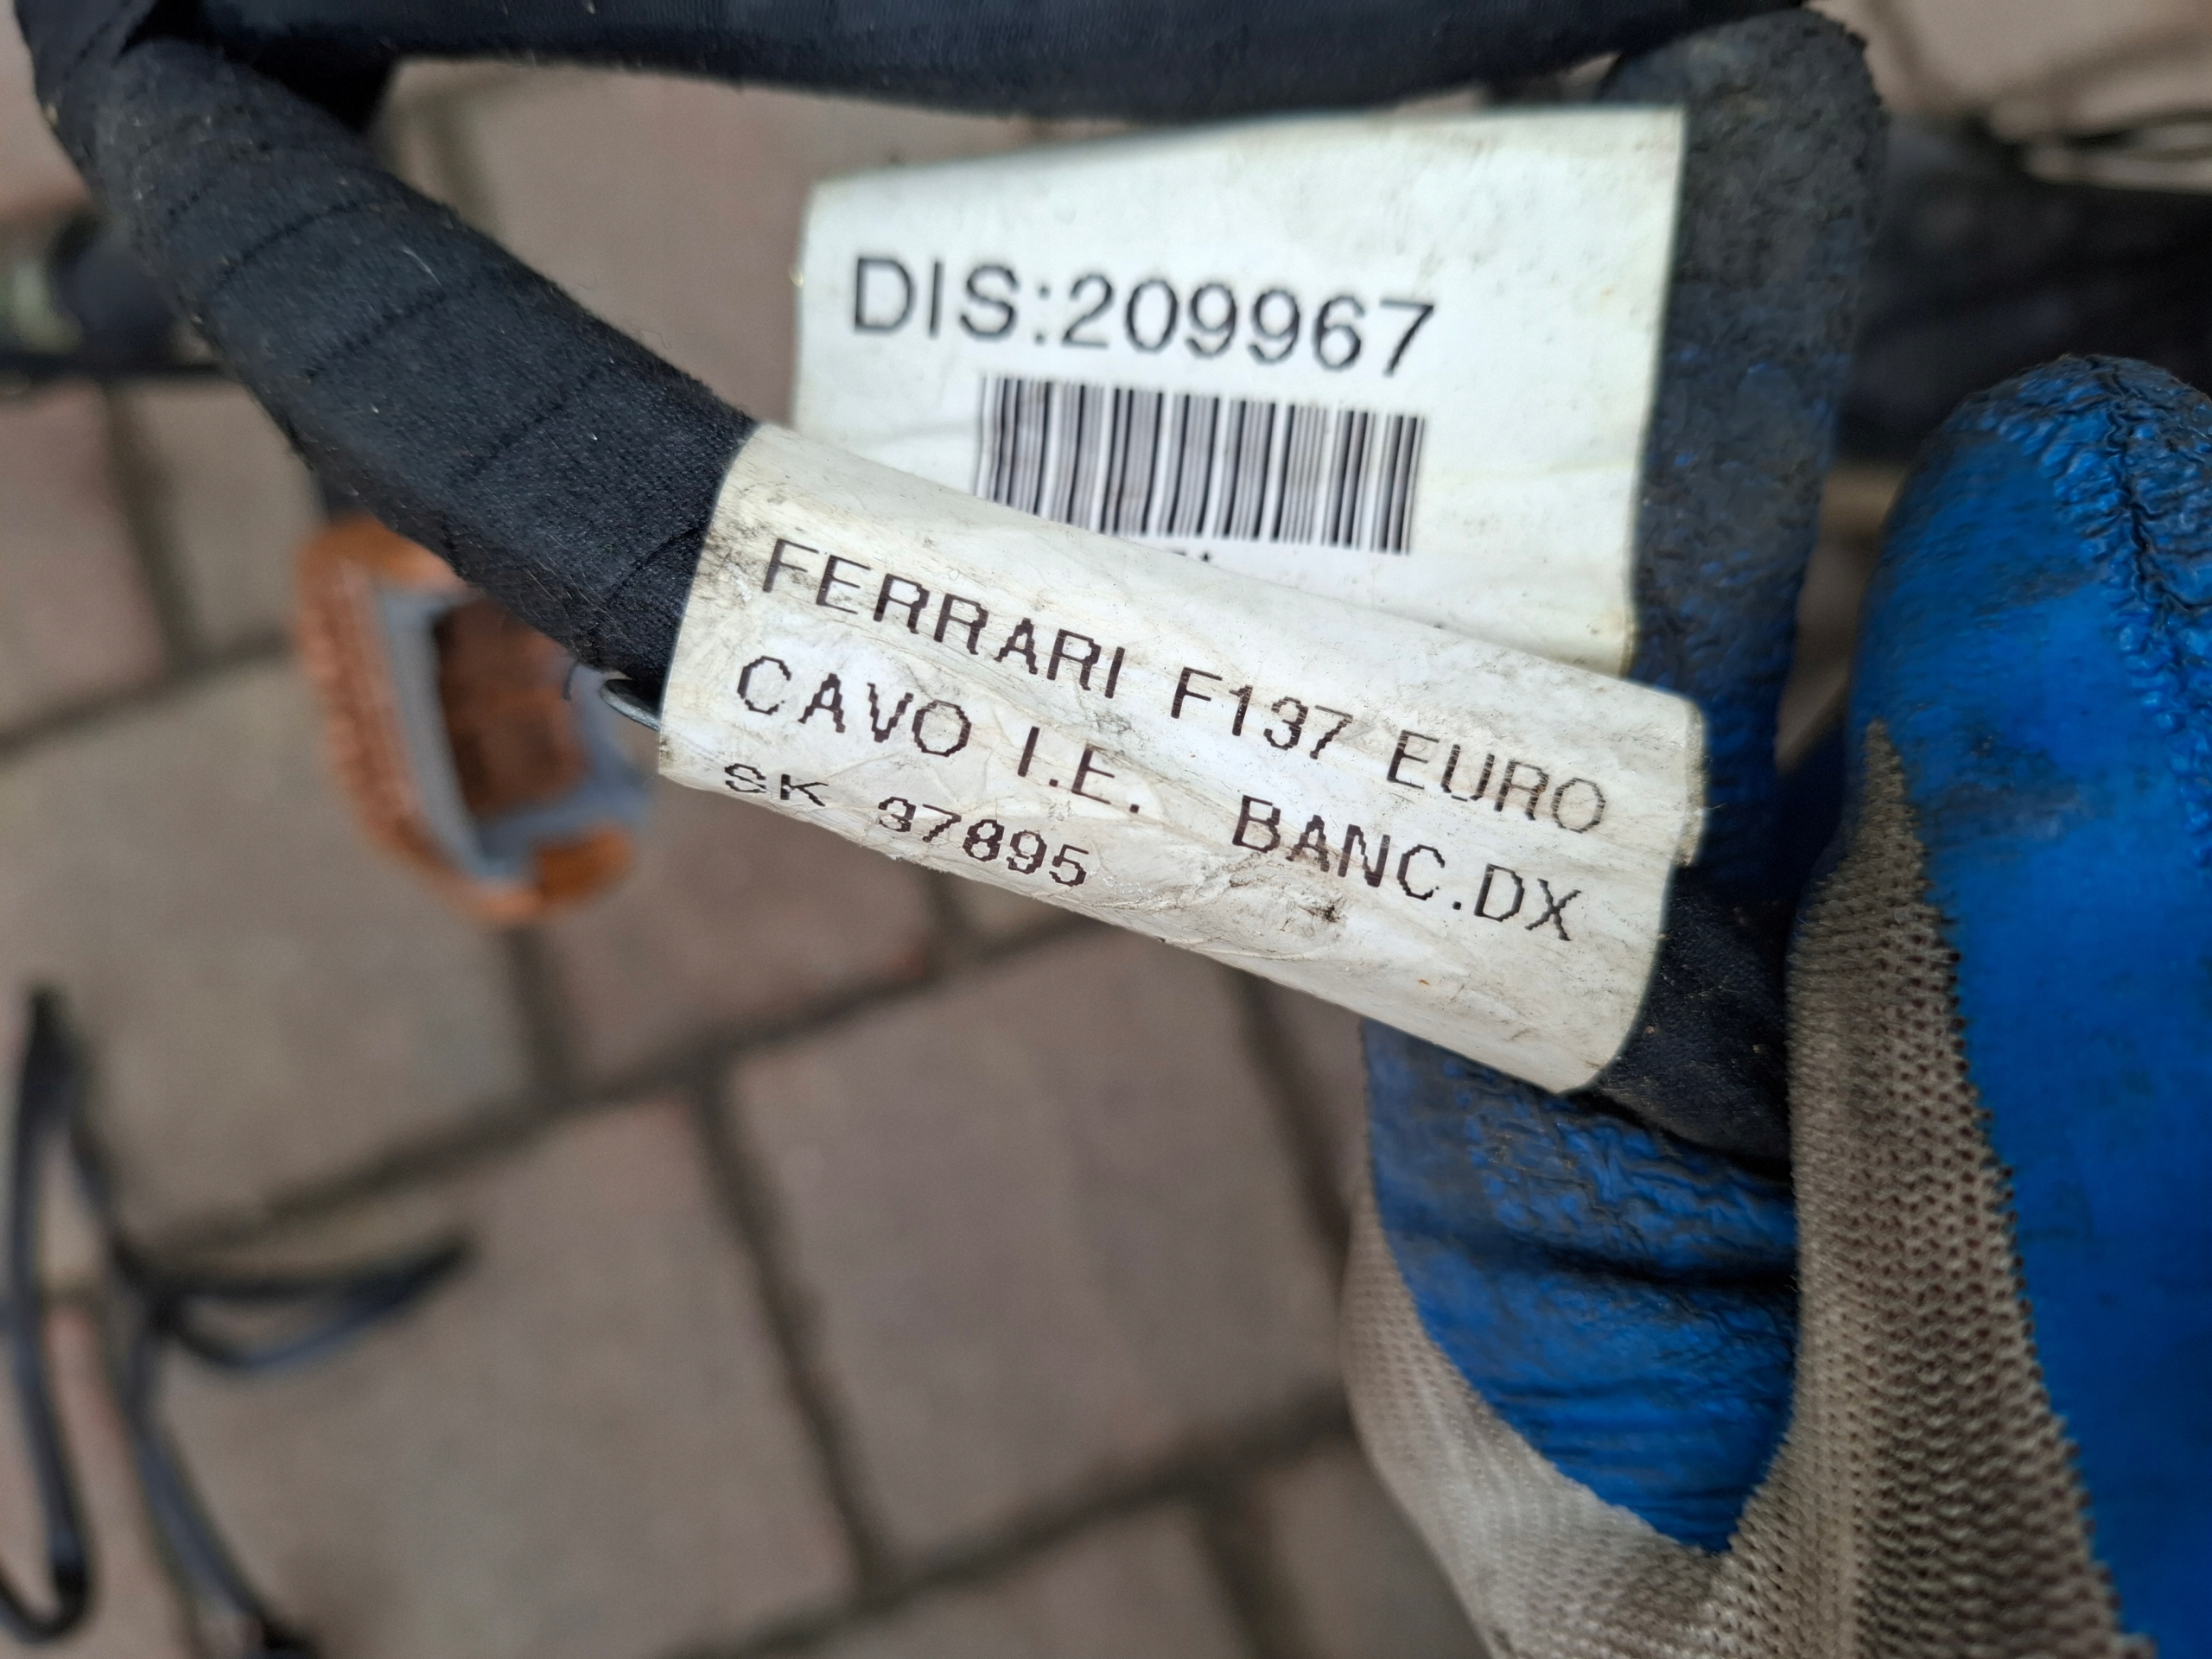 DIS:209967
FERRARI F137 EURO
CAVO I.E. BANC.DX
SK 37895